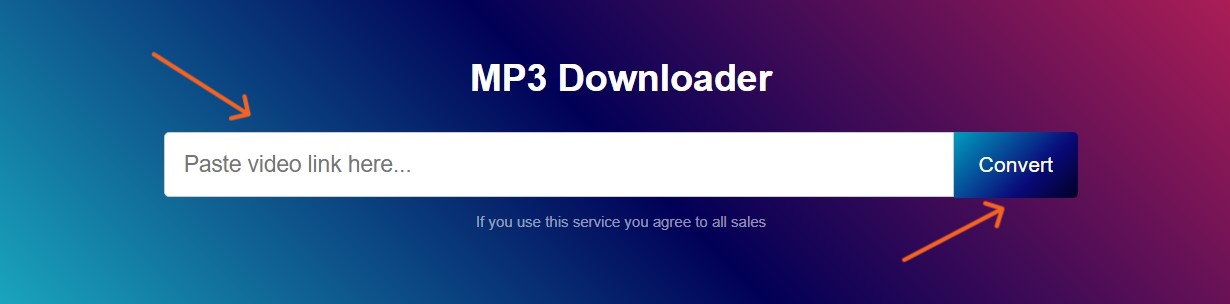 MP3 Downloader
Paste video link here...
Convert
If you use this service you agree to all sales